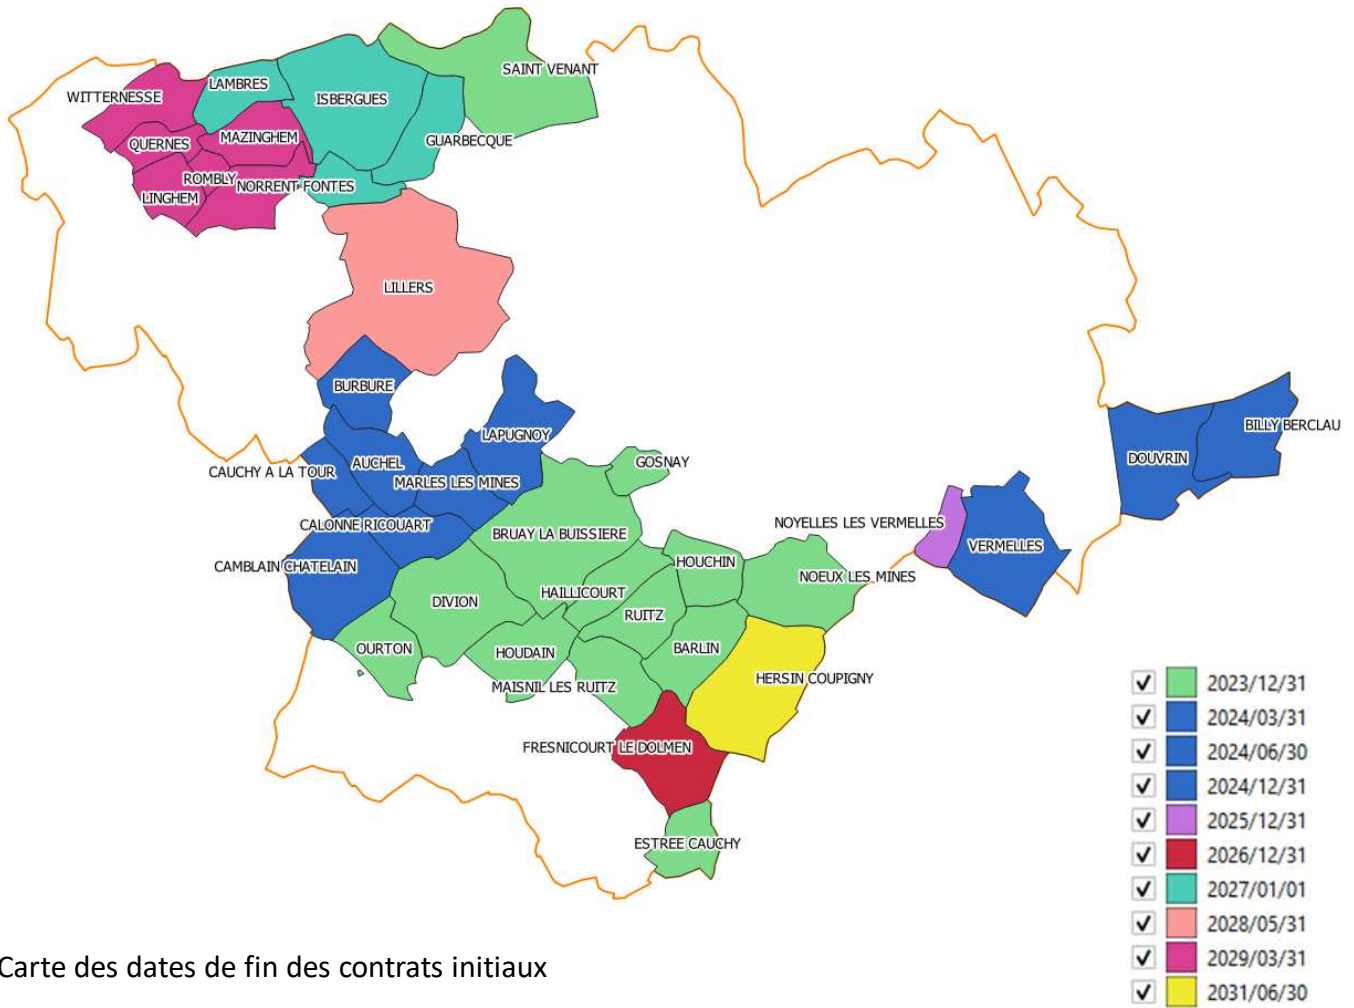 SAINT VENANT
LAMBRES
WITTERNESSE
ISBERGUES
MAZINGHEM
GUARBECQUE
QUERNES
ROMBLY
NORRENT FONTES
LINGHEM
LILLERS
BURBURE
LAPUGNOY
BILLY BERCLAU
DOUVRIN
GOSNAY
AUCHEL
CAUCHY A LA TOUR
MARLES LES MINES
CALONNE RICOUART
NOYELLES LES VERMELLES
BRUAY LA BUISSIERE
VERMELLES
HOUCHIN
CAMBLAIN CHATELAIN
NOEUX LES MINES
HAILLICOURT
DIVION
RUITZ
OURTON
HOUDAIN
BARLIN
HERSIN COUPIGNY
MAISNIL LES RUITZ
FRESNICOURT LE DOLMEN
ESTREE CAUCHY
2023/12/31
2024/03/31
2024/06/30
2024/12/31
2025/12/31
2026/12/31
2027/01/01
2028/05/31
2029/03/31
2031/06/30
Carte des dates de fin des contrats initiaux